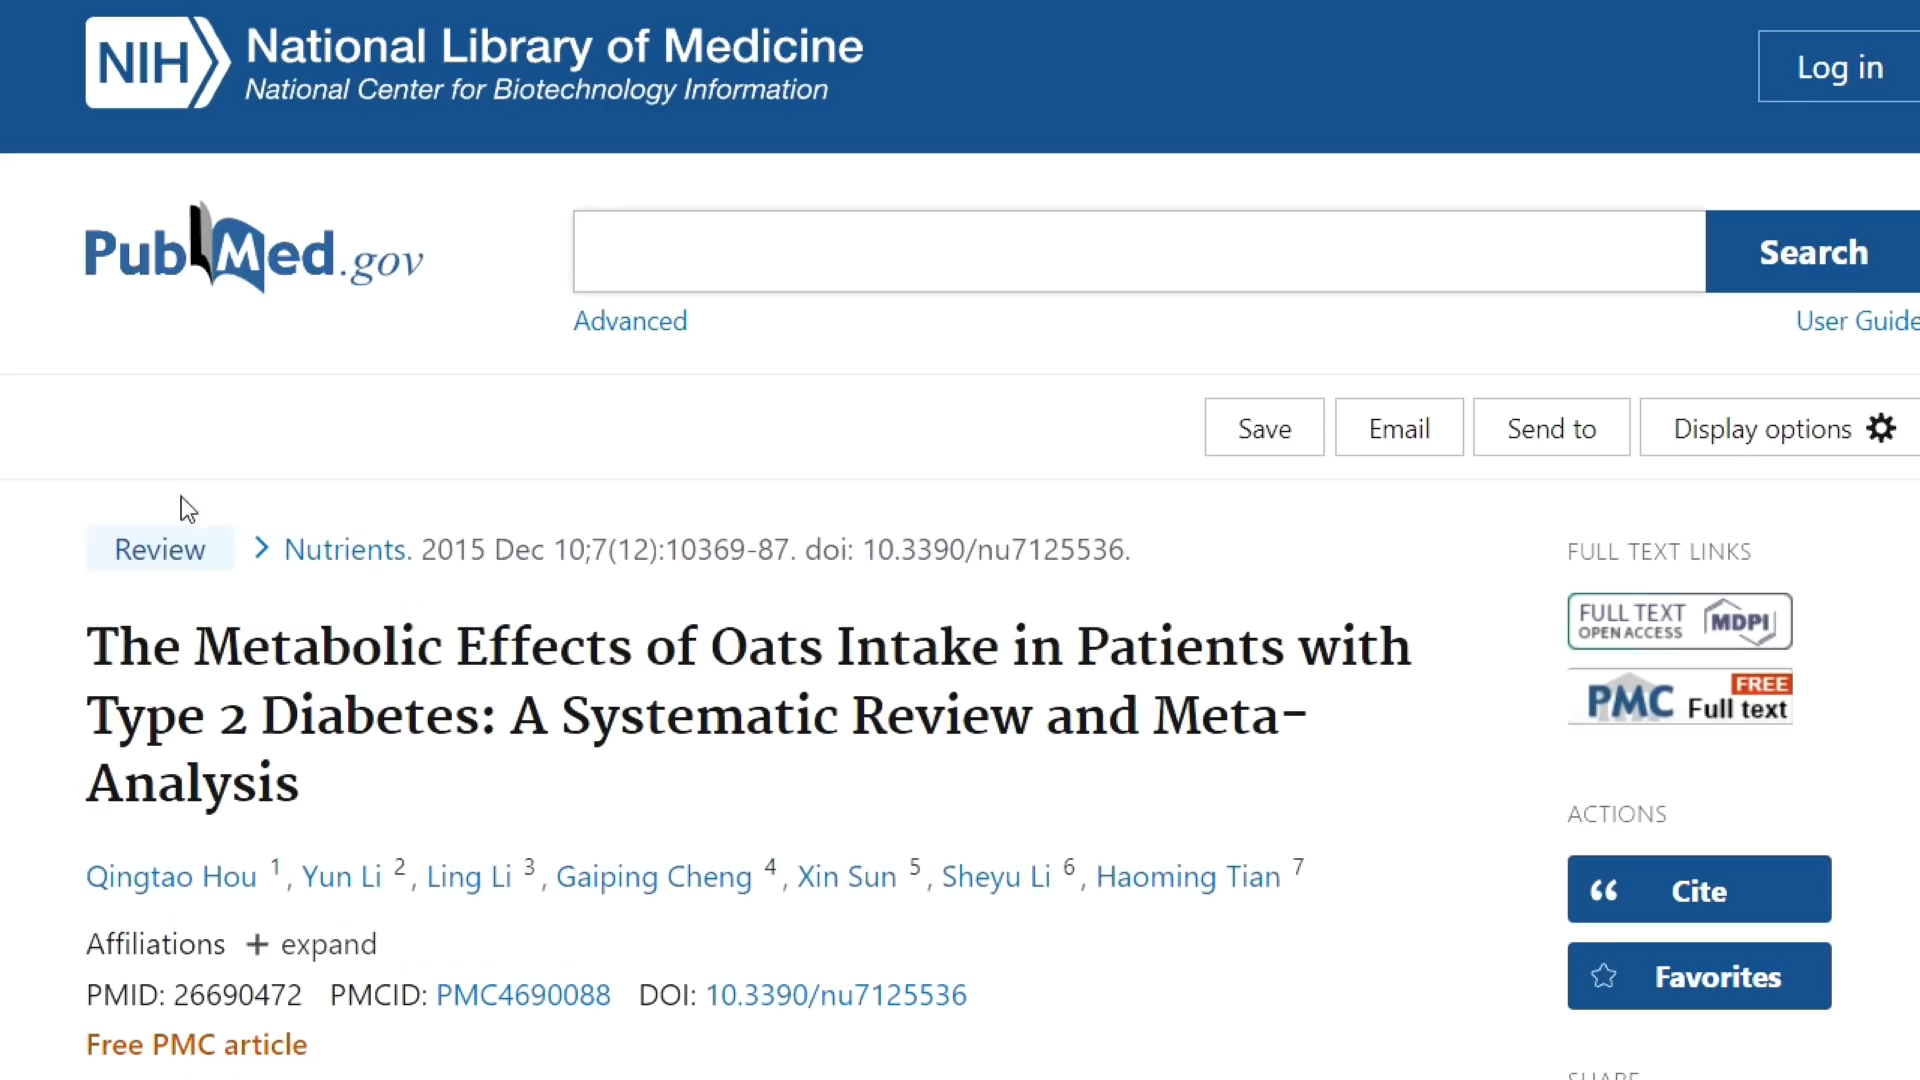 NIH National Library of Medicine
National Center for Biotechnology Information
Log in
PubMed.gov
Search
Advanced
User Guide
Save Email Send to Display options
Review > Nutrients. 2015 Dec 10;7(12):10369-87. doi: 10.3390/nu7125536.
The Metabolic Effects of Oats Intake in Patients with
Type 2 Diabetes: A Systematic Review and Meta-
Analysis
Qingtao Hou 1, Yun Li 2, Ling Li 3, Gaiping Cheng 4, Xin Sun 5, Sheyu Li 6, Haoming Tian 7
Affiliations + expand
PMID: 26690472 PMCID: PMC4690088 DOI: 10.3390/nu7125536
Free PMC article
FULL TEXT LINKS
FULL TEXT
OPEN ACCESS
MDPI
PMC FREE
Full text
ACTIONS
Cite
Favorites
SHARE